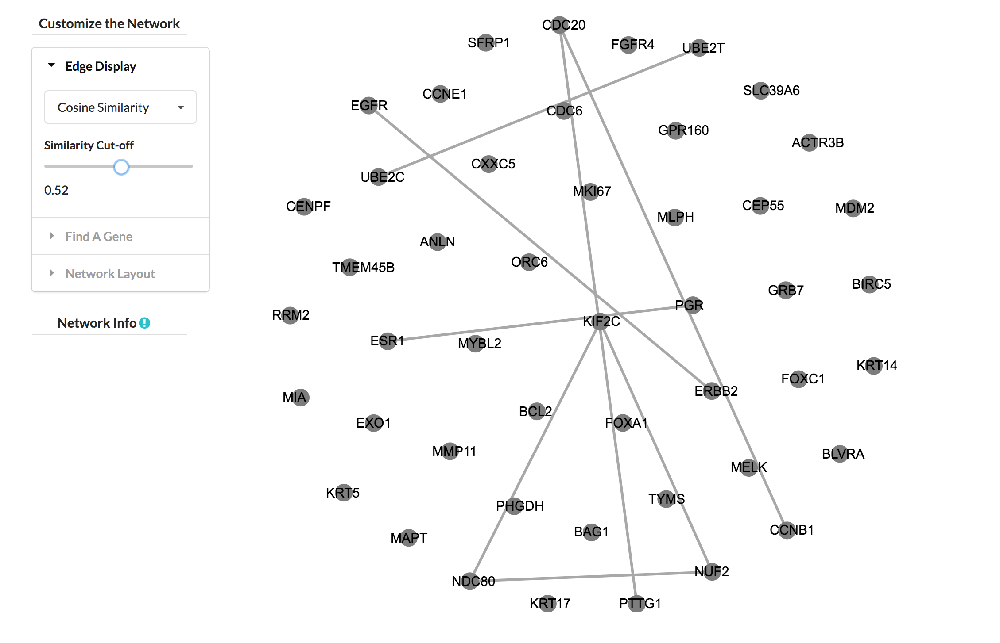 Customize the Network
Edge Display
Cosine Similarity
Similarity Cut-off
0.52
Find A Gene
Network Layout
Network Info
CDC20
SFRP1
FGFR4
UBE2T
SLC39A6
CCNE1
EGFR
CDC6
GPR160
ACTR3B
CXXC5
UBE2C
MKI67
CENPF
CEP55
MDM2
MLPH
ANLN
ORC6
TMEM45B
BIRC5
GRB7
PGR
RRM2
KIF2C
ESR1
MYBL2
KRT14
FOXC1
ERBB2
MIA
BCL2
EXO1
FOXA1
MMP11
BLVRA
MELK
KRT5
TYMS
PHGDH
CCNB1
BAG1
MAPT
NUF2
NDC80
KRT17
PTTG1